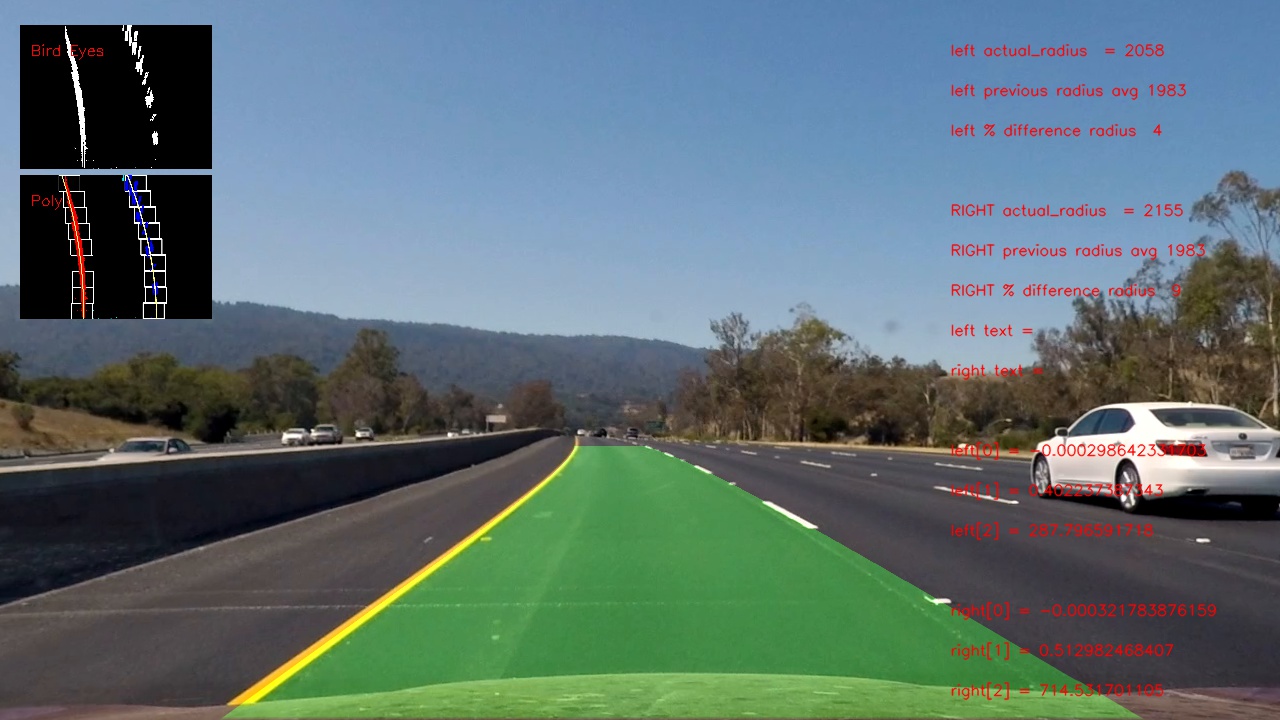 Bird Eyes
Poly
left actual_radius = 2058
left previous radius avg 1983
left % difference radius 4
RIGHT actual_radius = 2155
RIGHT previous radius avg 1983
RIGHT % difference radius 9
left text =
right text =
left[0] =
left[1] =
left[2] = 287.796591718
right[0] = -0.000321783876159
right[1] = 0.512982468407
right[2] = 714.531701105